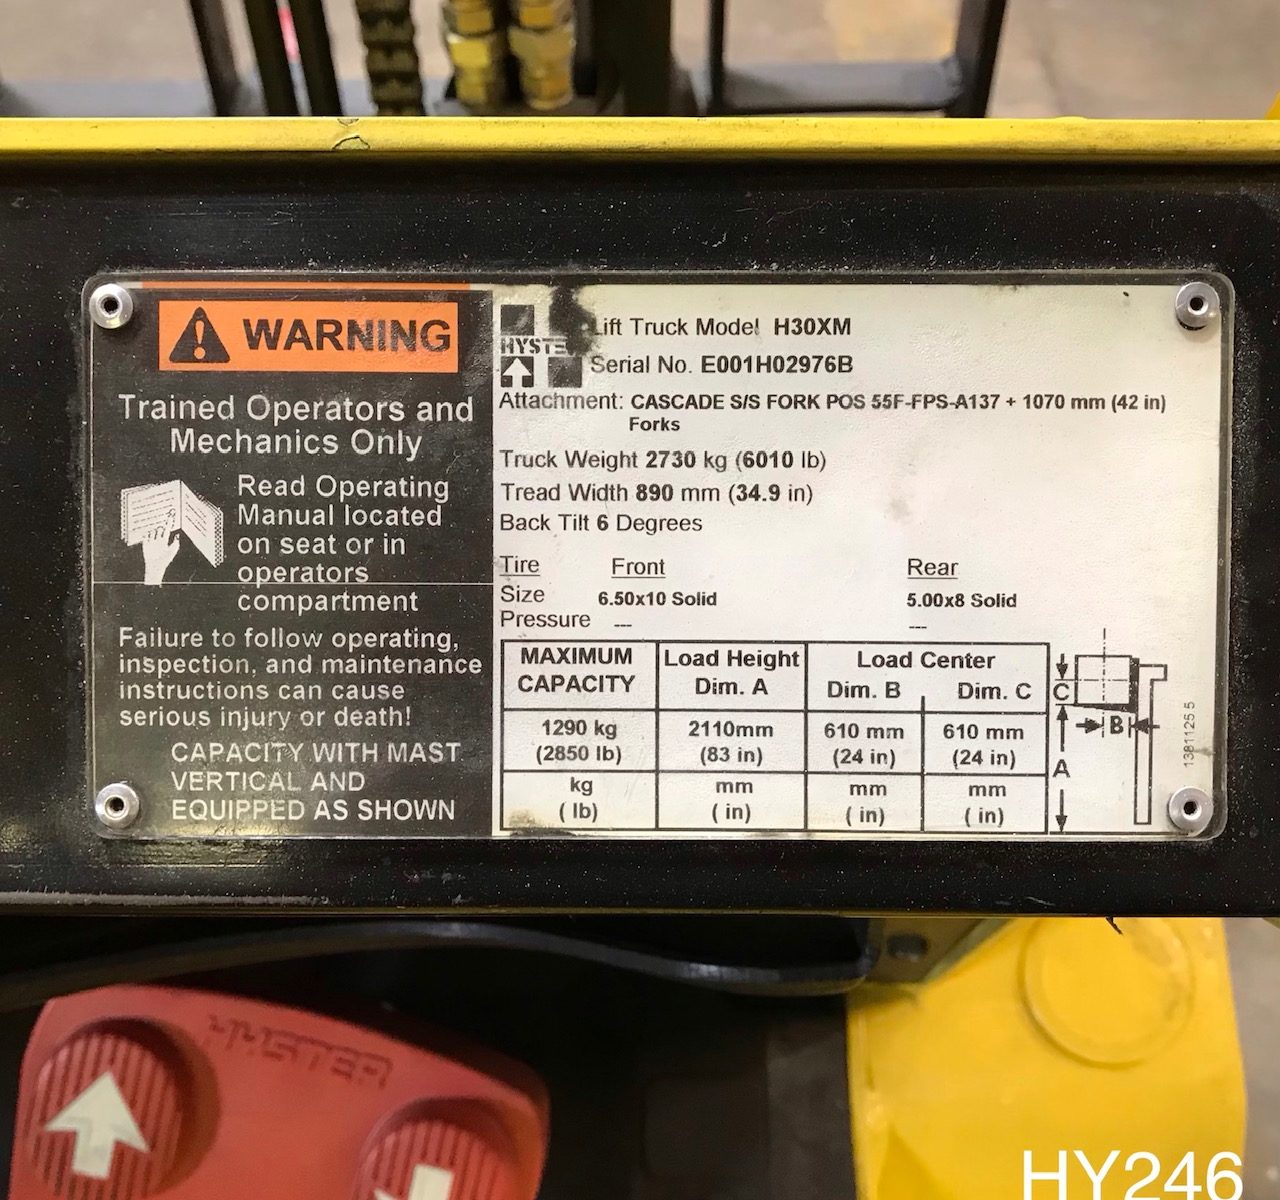 WARNING
Trained Operators and
Mechanics Only
Read Operating
Manual located
on seat or in
operators
compartment
Failure to follow operating,
inspection, and maintenance
instructions can cause
serious injury or death!
CAPACITY WITH MAST
VERTICAL AND
EQUIPPED AS SHOWN
HYSTER
Lift Truck Model H30XM
Serial No. E001H02976B
Attachment: CASCADE S/S FORK POS 55F-FPS-A137 + 1070 mm (42 in)
Forks
Truck Weight 2730 kg (6010 lb)
Tread Width 890 mm (34.9 in)
Back Tilt 6 Degrees
Tire Front Rear
Size 6.50x10 Solid 5.00x8 Solid
Pressure --- ---
MAXIMUM CAPACITY Load Height Dim. A Load Center Dim. B Dim. C
1290 kg 2110mm 610 mm 610 mm
(2850 lb) (83 in) (24 in) (24 in)
kg mm mm mm
( lb) ( in) ( in) ( in)
C
B
A
13811255
HYSTER
HY246